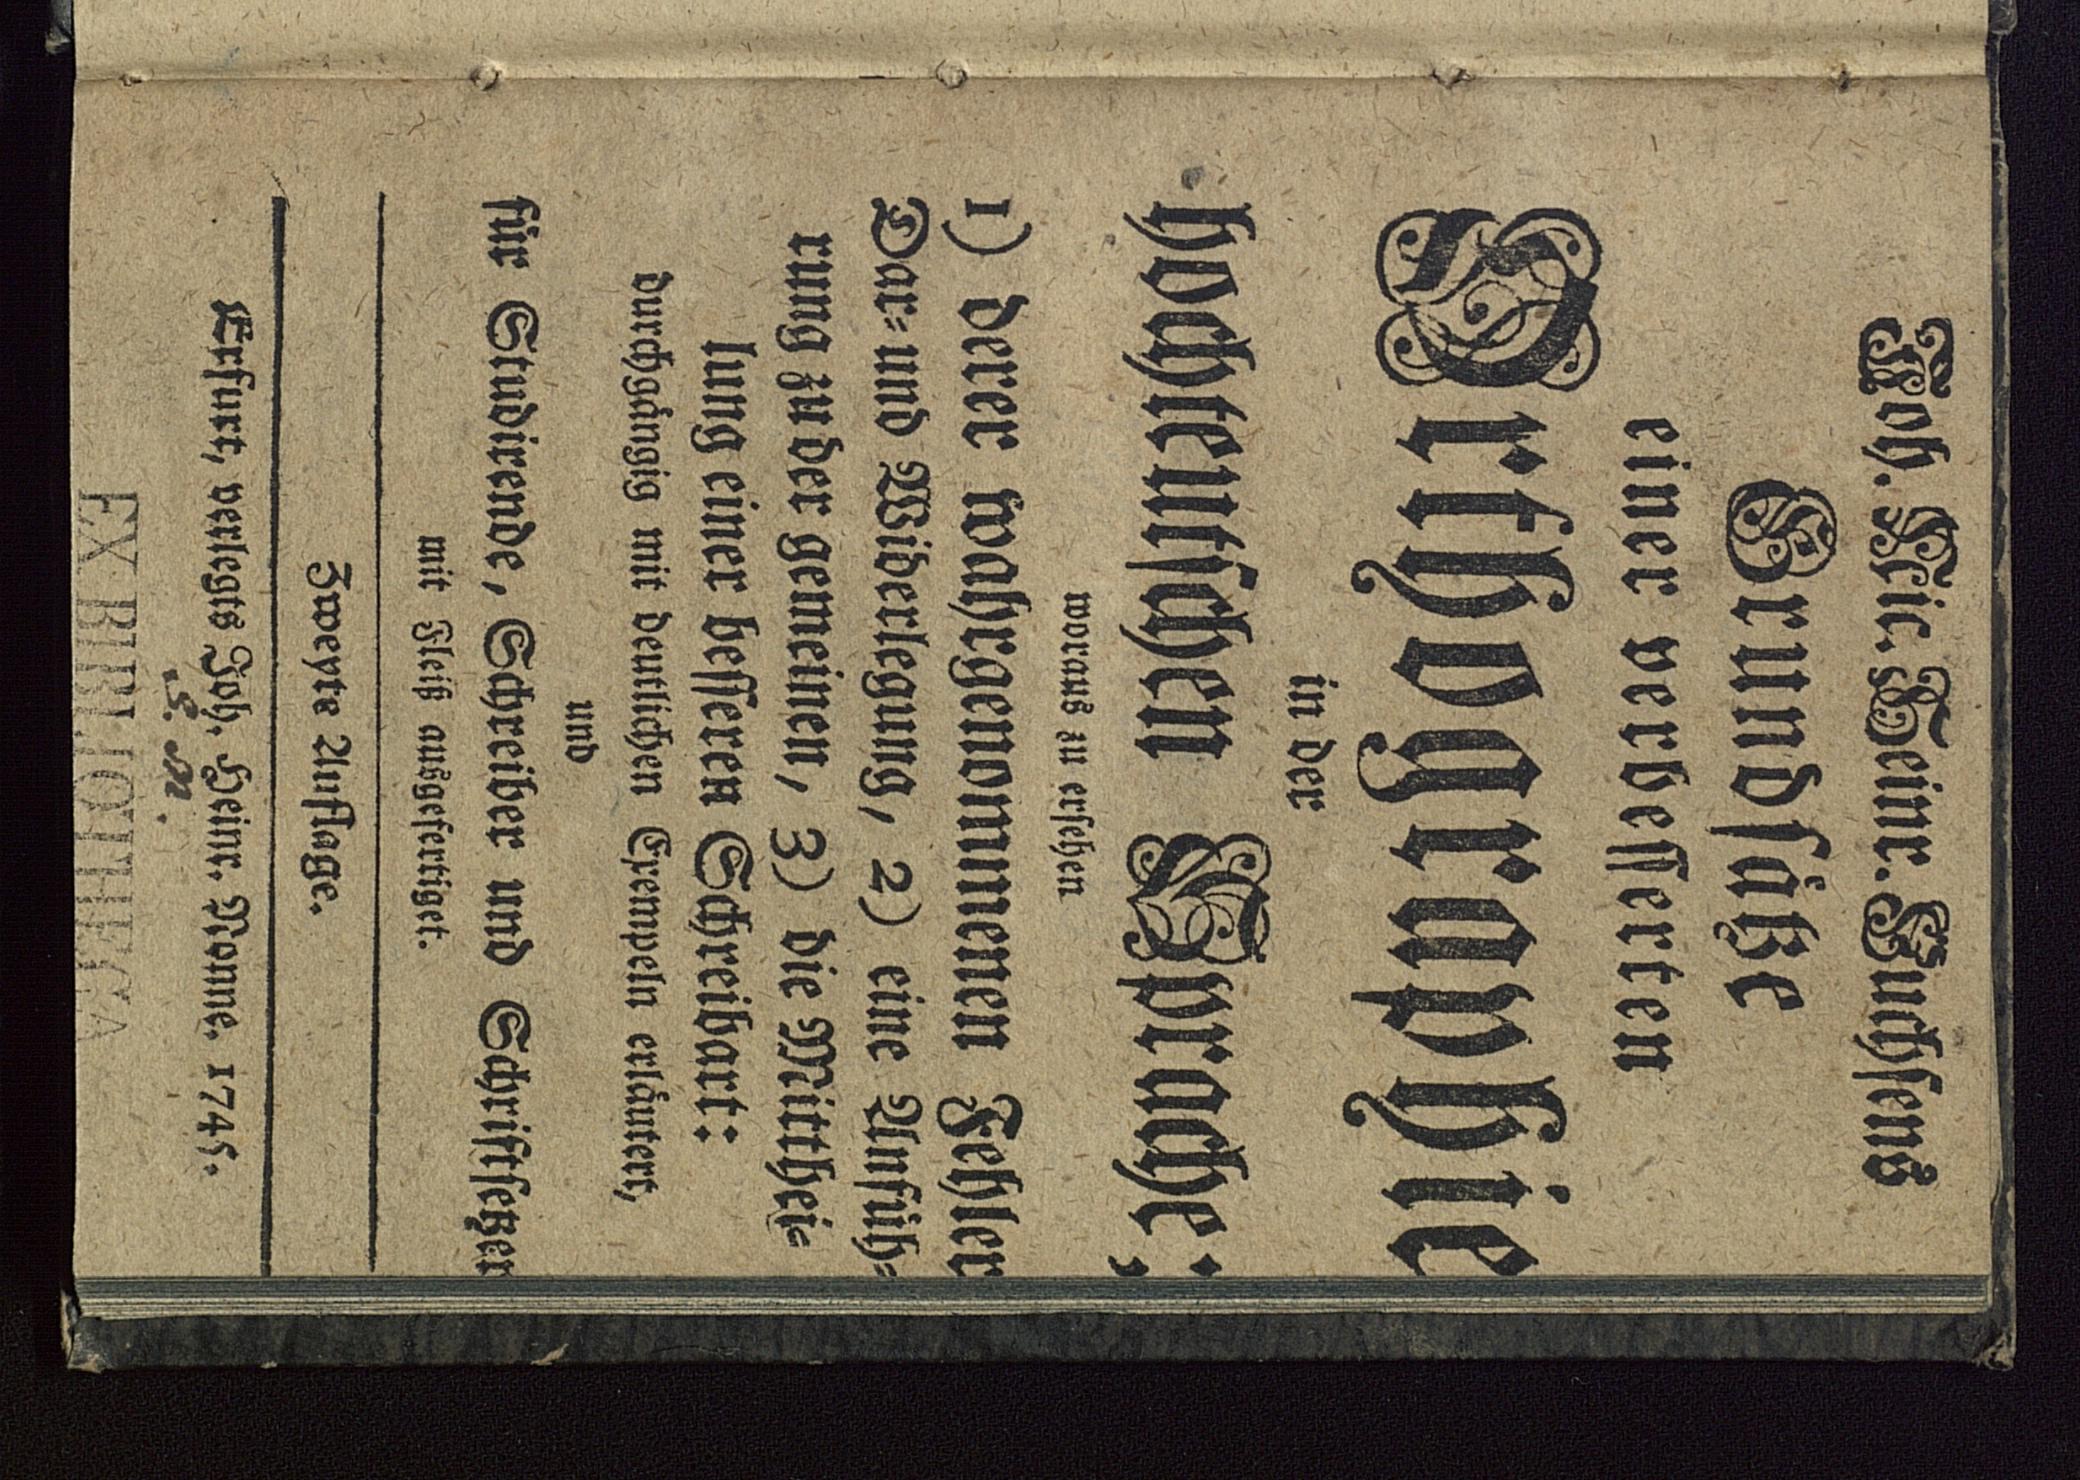 Joh. Nic. Heinr. Fuchsens
Grundsätze
einer verbesserten
Orthographie
in der
hochteutschen Sprache;
woraus zu ersehen
1) derer wahrgenommenen Fehler
Dar= und Widerlegung, 2) eine Anfüh=
rung zu der gemeinen, 3) die Mitthei=
lung einer besseren Schreibart:
durchgängig mit deutlichen Exempeln erläutert,
und
für Studirende, Schreiber und Schriftsetzer
mit Fleiß ausgefertiget.
Zweyte Auflage.
Erfurt, verlegts Joh. Heinr. Nonne. 1745.
EX BIBLIOTHECA